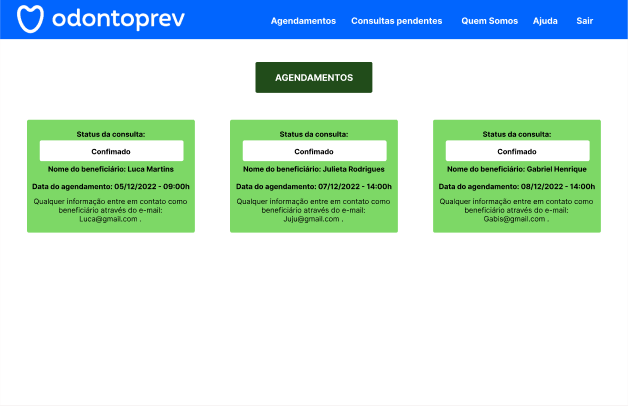 odontoprev
Agendamentos Consultas pendentes Quem Somos Ajuda Sair
AGENDAMENTOS
Status da consulta:
Confimado
Nome do beneficiário: Luca Martins
Data do agendamento: 05/12/2022 - 09:00h
Qualquer informação entre em contato como
beneficiário através do e-mail:
Luca@gmail.com .
Status da consulta:
Confimado
Nome do beneficiário: Julieta Rodrigues
Data do agendamento: 07/12/2022 - 14:00h
Qualquer informação entre em contato como
beneficiário através do e-mail:
Juju@gmail.com .
Status da consulta:
Confimado
Nome do beneficiário: Gabriel Henrique
Data do agendamento: 08/12/2022 - 14:00h
Qualquer informação entre em contato como
beneficiário através do e-mail:
Gabis@gmail.com .